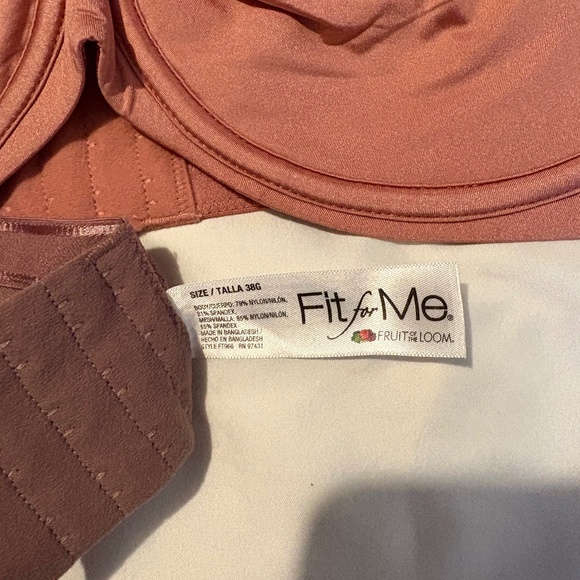 SIZE / TALLA 38G
BODY/CUERPO: 79% NYLON/NILÓN,
21% SPANDEX
MESH/MALLA: 85% NYLON/NILÓN,
15% SPANDEX
MADE IN BANGLADESH /
HECHO EN BANGLADESH
STYLE FT966 RN 97431
Fit for Me®
FRUIT OF THE LOOM®